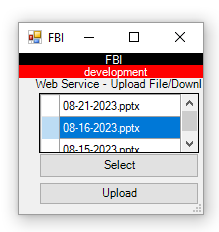 FBI
FBI
development
Web Service - Upload File/Downl
08-21-2023.pptx
08-16-2023.pptx
08-15-2023.pptx
Select
Upload